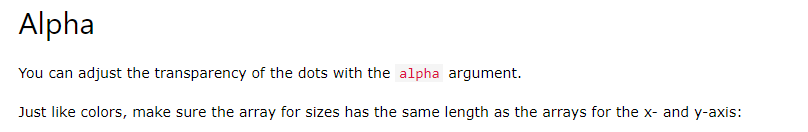 Alpha
You can adjust the transparency of the dots with the alpha argument.
Just like colors, make sure the array for sizes has the same length as the arrays for the x- and y-axis: